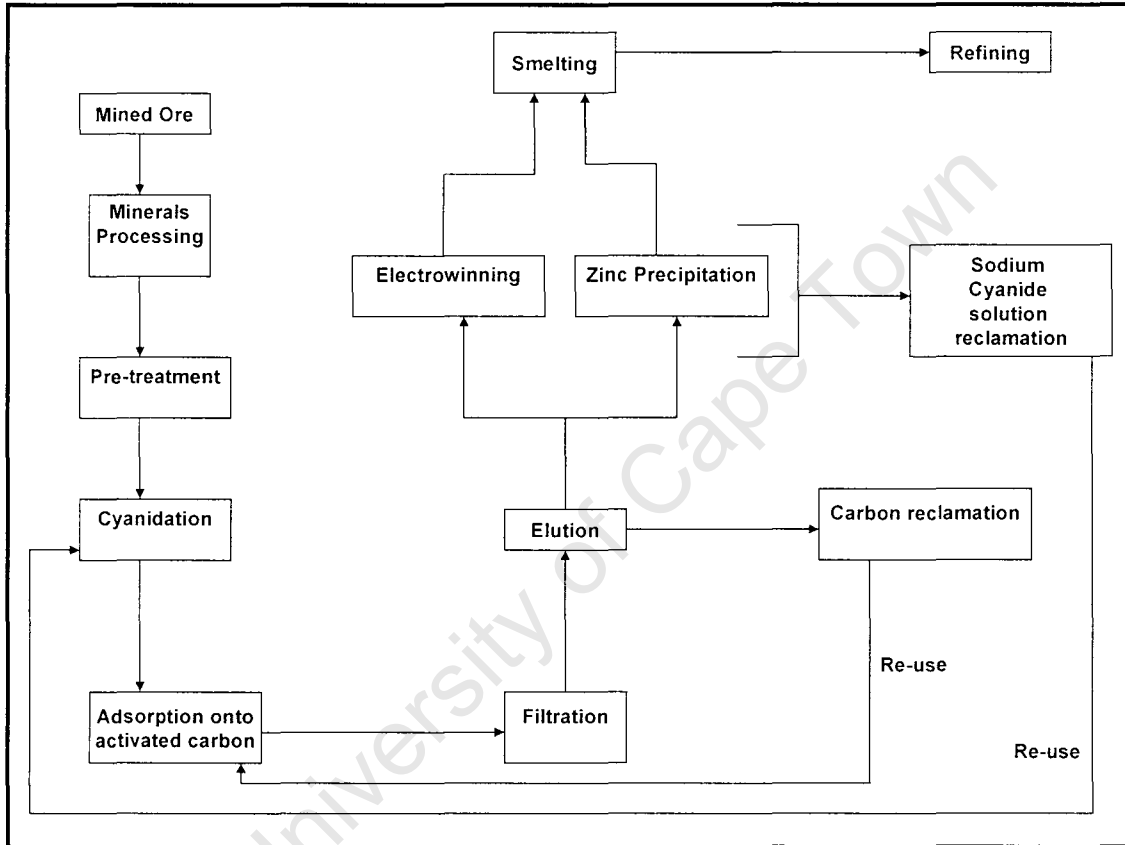 Smelting
Refining
Mined Ore
Minerals
Processing
Electrowinning
Zinc Precipitation
Sodium
Cyanide
solution
reclamation
Pre-treatment
Cyanidation
Elution
Carbon reclamation
Re-use
Adsorption onto
activated carbon
Filtration
Re-use
University of Cape Town